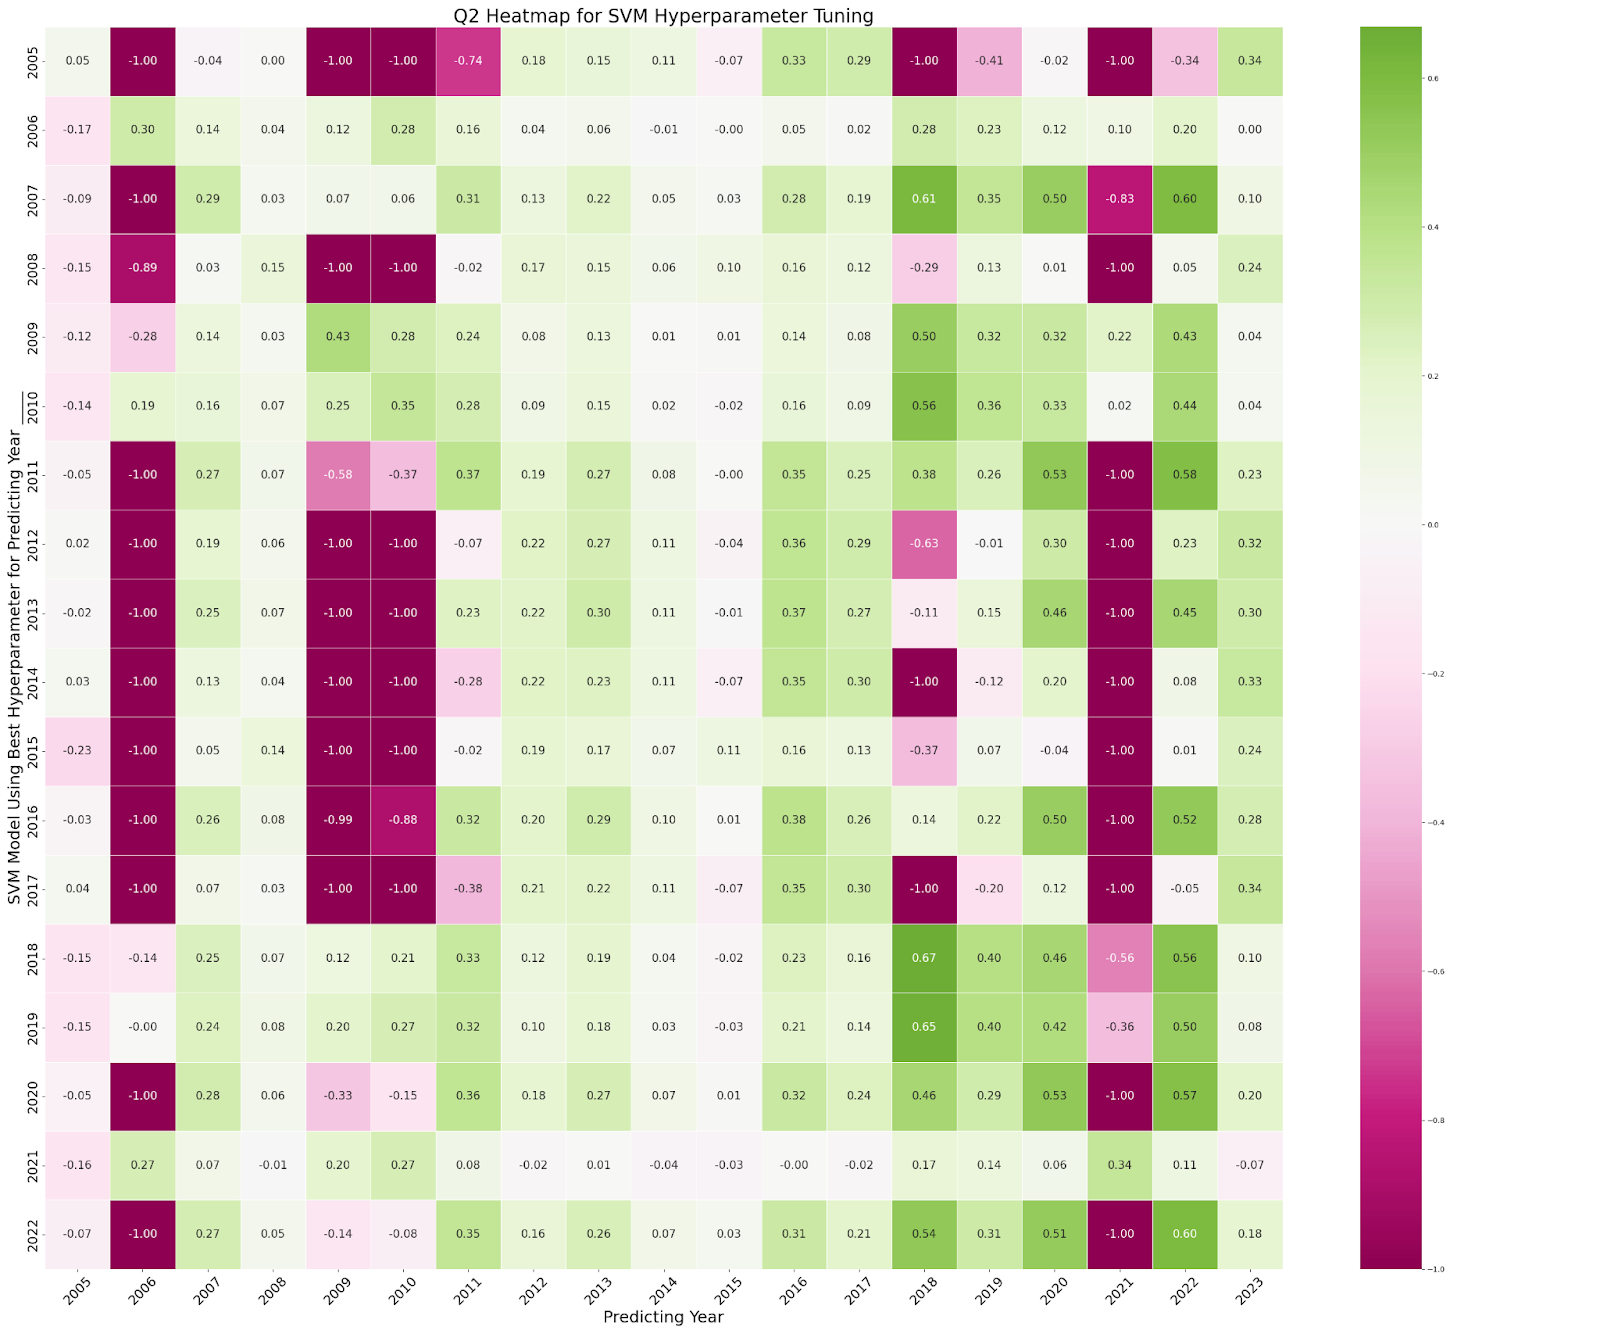 Q2 Heatmap for SVM Hyperparameter Tuning
SVM Model Using Best Hyperparameter for Predicting Year
2005 0.05 -1.00 -0.04 0.00 -1.00 -1.00 -0.74 0.18 0.15 0.11 -0.07 0.33 0.29 -1.00 -0.41 -0.02 -1.00 -0.34 0.34
2006 -0.17 0.30 0.14 0.04 0.12 0.28 0.16 0.04 0.06 -0.01 -0.00 0.05 0.02 0.28 0.23 0.12 0.10 0.20 0.00
2007 -0.09 -1.00 0.29 0.03 0.07 0.06 0.31 0.13 0.22 0.05 0.03 0.28 0.19 0.61 0.35 0.50 -0.83 0.60 0.10
2008 -0.15 -0.89 0.03 0.15 -1.00 -1.00 -0.02 0.17 0.15 0.06 0.10 0.16 0.12 -0.29 0.13 0.01 -1.00 0.05 0.24
2009 -0.12 -0.28 0.14 0.03 0.43 0.28 0.24 0.08 0.13 0.01 0.01 0.14 0.08 0.50 0.32 0.32 0.22 0.43 0.04
2010 -0.14 0.19 0.16 0.07 0.25 0.35 0.28 0.09 0.15 0.02 -0.02 0.16 0.09 0.56 0.36 0.33 0.02 0.44 0.04
2011 -0.05 -1.00 0.27 0.07 -0.58 -0.37 0.37 0.19 0.27 0.08 -0.00 0.35 0.25 0.38 0.26 0.53 -1.00 0.58 0.23
2012 0.02 -1.00 0.19 0.06 -1.00 -1.00 -0.07 0.22 0.27 0.11 -0.04 0.36 0.29 -0.63 -0.01 0.30 -1.00 0.23 0.32
2013 -0.02 -1.00 0.25 0.07 -1.00 -1.00 0.23 0.22 0.30 0.11 -0.01 0.37 0.27 -0.11 0.15 0.46 -1.00 0.45 0.30
2014 0.03 -1.00 0.13 0.04 -1.00 -1.00 -0.28 0.22 0.23 0.11 -0.07 0.35 0.30 -1.00 -0.12 0.20 -1.00 0.08 0.33
2015 -0.23 -1.00 0.05 0.14 -1.00 -1.00 -0.02 0.19 0.17 0.07 0.11 0.16 0.13 -0.37 0.07 -0.04 -1.00 0.01 0.24
2016 -0.03 -1.00 0.26 0.08 -0.99 -0.88 0.32 0.20 0.29 0.10 0.01 0.38 0.26 0.14 0.22 0.50 -1.00 0.52 0.28
2017 0.04 -1.00 0.07 0.03 -1.00 -1.00 -0.38 0.21 0.22 0.11 -0.07 0.35 0.30 -1.00 -0.20 0.12 -1.00 -0.05 0.34
2018 -0.15 -0.14 0.25 0.07 0.12 0.21 0.33 0.12 0.19 0.04 -0.02 0.23 0.16 0.67 0.40 0.46 -0.56 0.56 0.10
2019 -0.15 -0.00 0.24 0.08 0.20 0.27 0.32 0.10 0.18 0.03 -0.03 0.21 0.14 0.65 0.40 0.42 -0.36 0.50 0.08
2020 -0.05 -1.00 0.28 0.06 -0.33 -0.15 0.36 0.18 0.27 0.07 0.01 0.32 0.24 0.46 0.29 0.53 -1.00 0.57 0.20
2021 -0.16 0.27 0.07 -0.01 0.20 0.27 0.08 -0.02 0.01 -0.04 -0.03 -0.00 -0.02 0.17 0.14 0.06 0.34 0.11 -0.07
2022 -0.07 -1.00 0.27 0.05 -0.14 -0.08 0.35 0.16 0.26 0.07 0.03 0.31 0.21 0.54 0.31 0.51 -1.00 0.60 0.18
2005 2006 2007 2008 2009 2010 2011 2012 2013 2014 2015 2016 2017 2018 2019 2020 2021 2022 2023
Predicting Year
0.6
0.4
0.2
0.0
−0.2
−0.4
−0.6
−0.8
−1.0